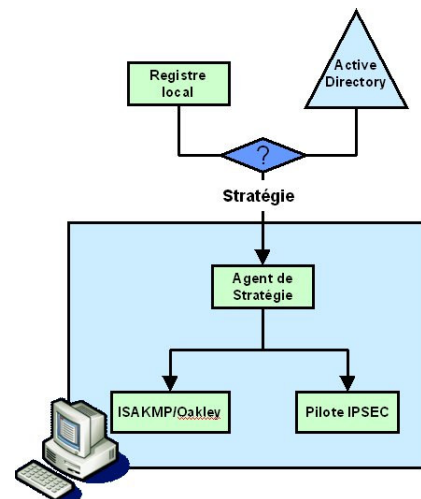 Active
Directory
Registre
local
?
Stratégie
Agent de
Stratégie
ISAKMP/Oakley
Pilote IPSEC